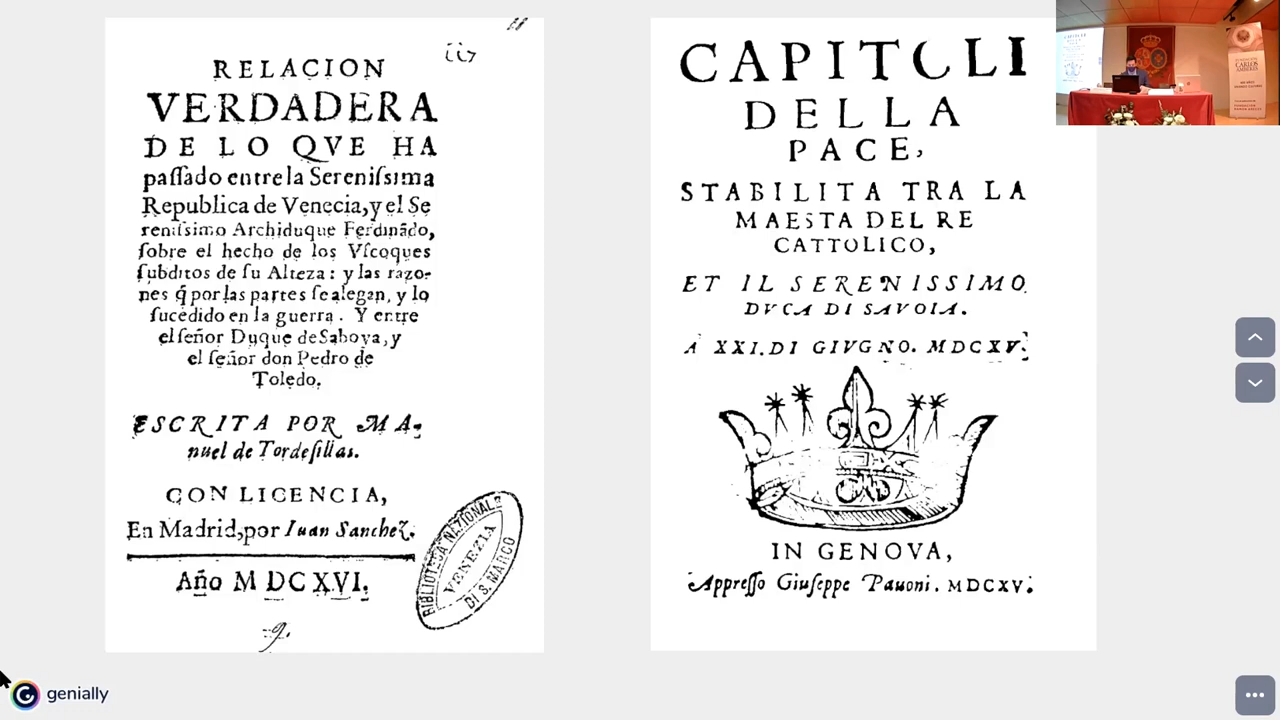 RELACION
VERDADERA
DE LO QVE HA
paſſado entre la Sereniſsima
Republica de Venecia, y el Se
reniſsimo Archiduque Ferdinãdo,
ſobre el hecho de los Vſcoques
ſubditos de ſu Alteza: y las razo-
nes q̃ por las partes ſe alegan, y lo
ſucedido en la guerra. Y entre
el ſeñor Duque de Saboya, y
el ſeñor don Pedro de
Toledo.
ESCRITA POR MA-
nuel de Tordeſillas.
CON LICENCIA,
En Madrid, por Iuan Sanchez.
Año M DC XVI.
BIBLIOTECA NAZIONALE
VENEZIA
DI S. MARCO
CAPITOLI
DELLA
PACE,
STABILITA TRA LA
MAESTA DEL RE
CATTOLICO,
ET IL SERENISSIMO
DVCA DI SAVOIA.
A XXI. DI GIVGNO. MDCXV.
IN GENOVA,
Appreſſo Giuſeppe Pauoni. MDCXV.
FUNDACIÓN
CARLOS
AMBERES
genially